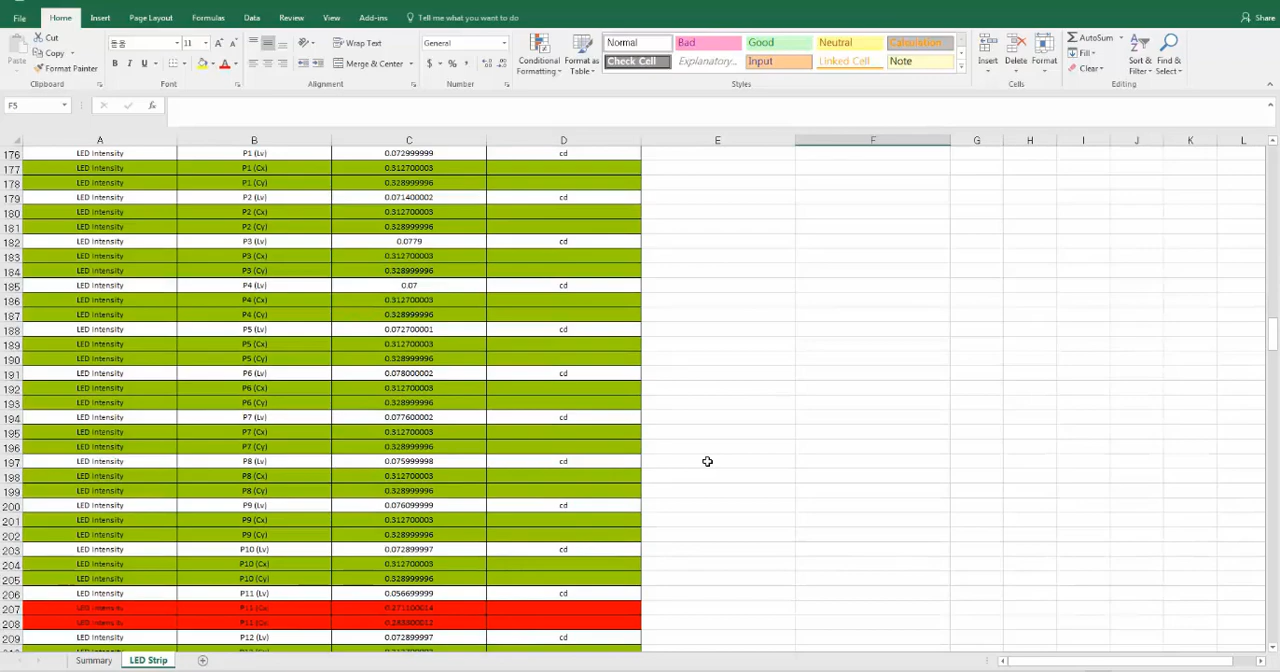 File Home Insert Page Layout Formulas Data Review View Add-ins Tell me what you want to do Share
Cut
Copy
Format Painter
Paste
Clipboard
돋움 11 A A
B I U A
Font
Wrap Text
Merge & Center
Alignment
General
$ % ,
Number
Conditional Formatting
Format as Table
Normal Bad Good Neutral Calculation
Check Cell Explanatory... Input Linked Cell Note
Styles
Insert Delete Format
Cells
AutoSum
Fill
Clear
Sort & Filter
Find & Select
Editing
F5 fx
A B C D E F G H I J K L
176 LED Intensity P1 (Lv) 0.072999999 cd
177 LED Intensity P1 (Cx) 0.312700003
178 LED Intensity P1 (Cy) 0.328999996
179 LED Intensity P2 (Lv) 0.071400002 cd
180 LED Intensity P2 (Cx) 0.312700003
181 LED Intensity P2 (Cy) 0.328999996
182 LED Intensity P3 (Lv) 0.0779 cd
183 LED Intensity P3 (Cx) 0.312700003
184 LED Intensity P3 (Cy) 0.328999996
185 LED Intensity P4 (Lv) 0.07 cd
186 LED Intensity P4 (Cx) 0.312700003
187 LED Intensity P4 (Cy) 0.328999996
188 LED Intensity P5 (Lv) 0.072700001 cd
189 LED Intensity P5 (Cx) 0.312700003
190 LED Intensity P5 (Cy) 0.328999996
191 LED Intensity P6 (Lv) 0.078000002 cd
192 LED Intensity P6 (Cx) 0.312700003
193 LED Intensity P6 (Cy) 0.328999996
194 LED Intensity P7 (Lv) 0.077600002 cd
195 LED Intensity P7 (Cx) 0.312700003
196 LED Intensity P7 (Cy) 0.328999996
197 LED Intensity P8 (Lv) 0.075999998 cd
198 LED Intensity P8 (Cx) 0.312700003
199 LED Intensity P8 (Cy) 0.328999996
200 LED Intensity P9 (Lv) 0.076099999 cd
201 LED Intensity P9 (Cx) 0.312700003
202 LED Intensity P9 (Cy) 0.328999996
203 LED Intensity P10 (Lv) 0.072899997 cd
204 LED Intensity P10 (Cx) 0.312700003
205 LED Intensity P10 (Cy) 0.328999996
206 LED Intensity P11 (Lv) 0.056699999 cd
207 LED Intensity P11 (Cx) 0.271100014
208 LED Intensity P11 (Cy) 0.283300012
209 LED Intensity P12 (Lv) 0.072899997 cd
Summary LED Strip